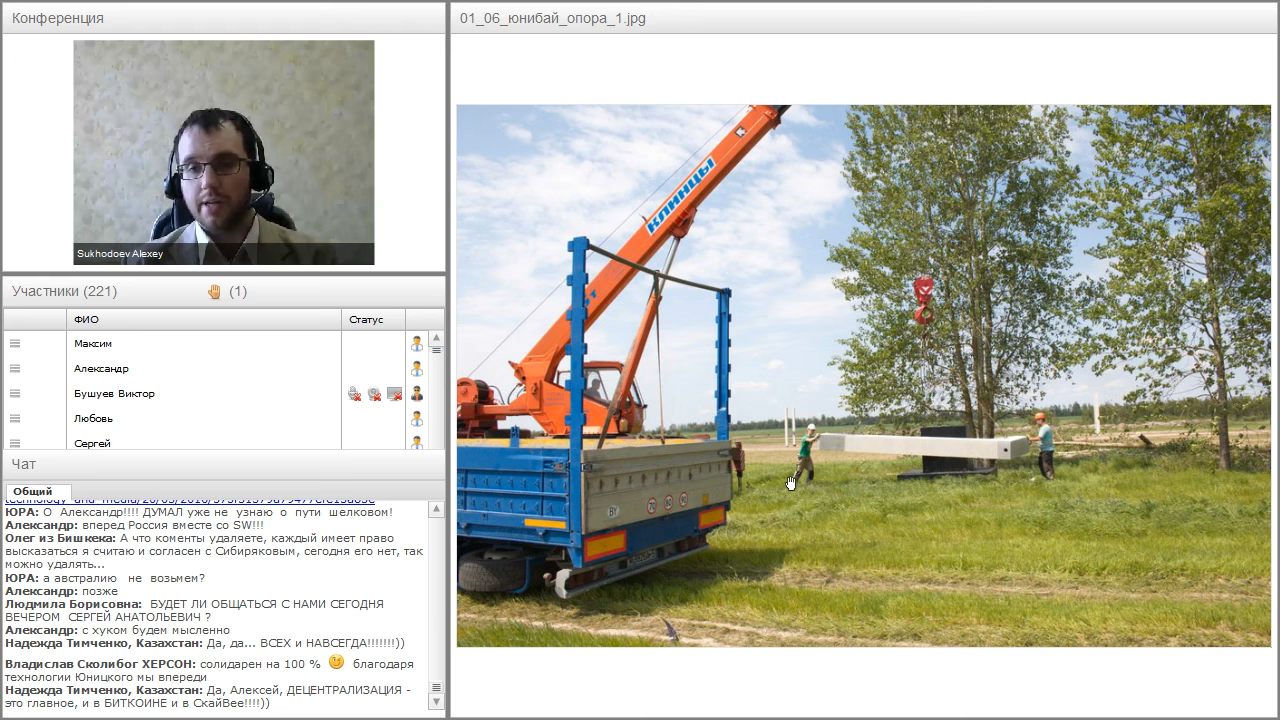 Конференция
Sukhodoev Alexey
Участники (221)
(1)
ФИО
Статус
Максим
Александр
Бушуев Виктор
Любовь
Сергей
Чат
Общий
ЮРА: О Александр!!!! ДУМАЛ уже не узнаю о пути шелковом!
Александр: вперед Россия вместе со SW!!!
Олег из Бишкека: А что коменты удаляете, каждый имеет право
высказаться я считаю и согласен с Сибиряковым, сегодня его нет, так
можно удалять...
ЮРА: а австралию не возьмем?
Александр: позже
Людмила Борисовна: БУДЕТ ЛИ ОБЩАТЬСЯ С НАМИ СЕГОДНЯ
ВЕЧЕРОМ СЕРГЕЙ АНАТОЛЬЕВИЧ ?
Александр: с хуком будем мысленно
Надежда Тимченко, Казахстан: Да, да... ВСЕХ и НАВСЕГДА!!!!!!!))
Владислав Сколибог ХЕРСОН: солидарен на 100 % благодаря
технологии Юницкого мы впереди
Надежда Тимченко, Казахстан: Да, Алексей, ДЕЦЕНТРАЛИЗАЦИЯ -
это главное, и в БИТКОИНЕ и в СкайВее!!!!))
01_06_юнибай_опора_1.jpg
КЛИНЦЫ
BY
70